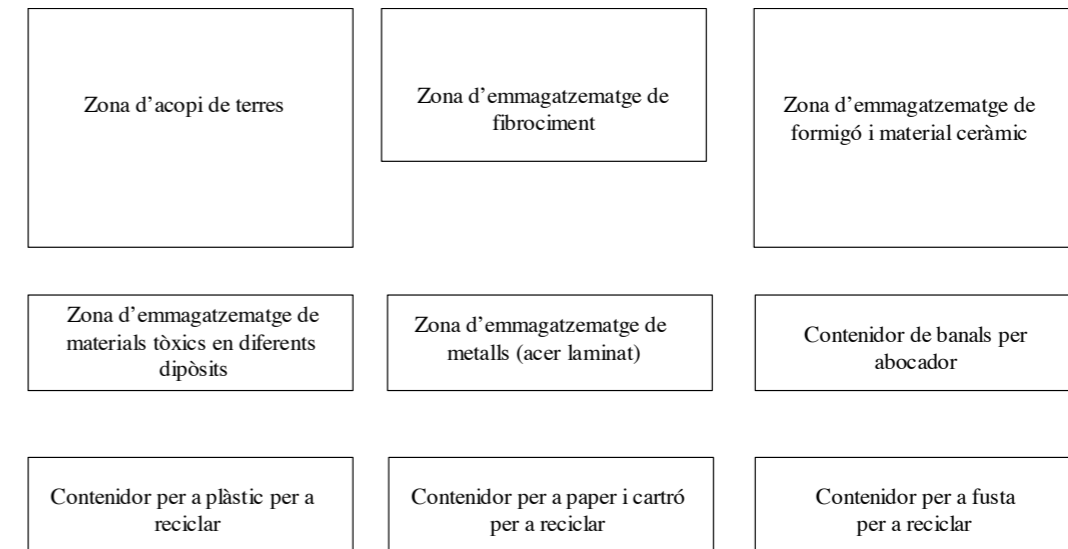 Zona d’acopi de terres
Zona d’emmagatzematge de
fibrociment
Zona d’emmagatzematge de
formigó i material ceràmic
Zona d’emmagatzematge de
materials tòxics en diferents
dipòsits
Zona d’emmagatzematge de
metalls (acer laminat)
Contenidor de banals per
abocador
Contenidor per a plàstic per a
reciclar
Contenidor per a paper i cartró
per a reciclar
Contenidor per a fusta
per a reciclar